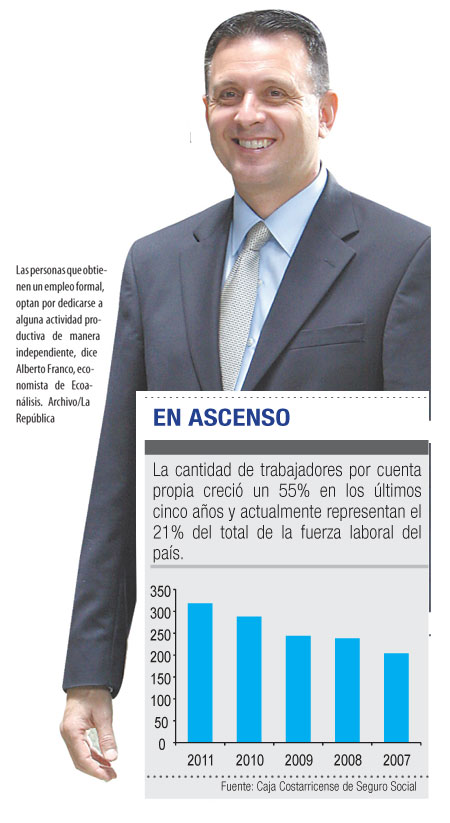 Las personas que obtie-
nen un empleo formal,
optan por dedicarse a
alguna actividad pro-
ductiva de manera
independiente, dice
Alberto Franco, eco-
nomista de Ecoa-
nálisis. Archivo/La
República
EN ASCENSO
La cantidad de trabajadores por cuenta
propia creció un 55% en los últimos
cinco años y actualmente representan el
21% del total de la fuerza laboral del
país.
350
300
250
200
150
100
50
0
2011 2010 2009 2008 2007
Fuente: Caja Costarricense de Seguro Social